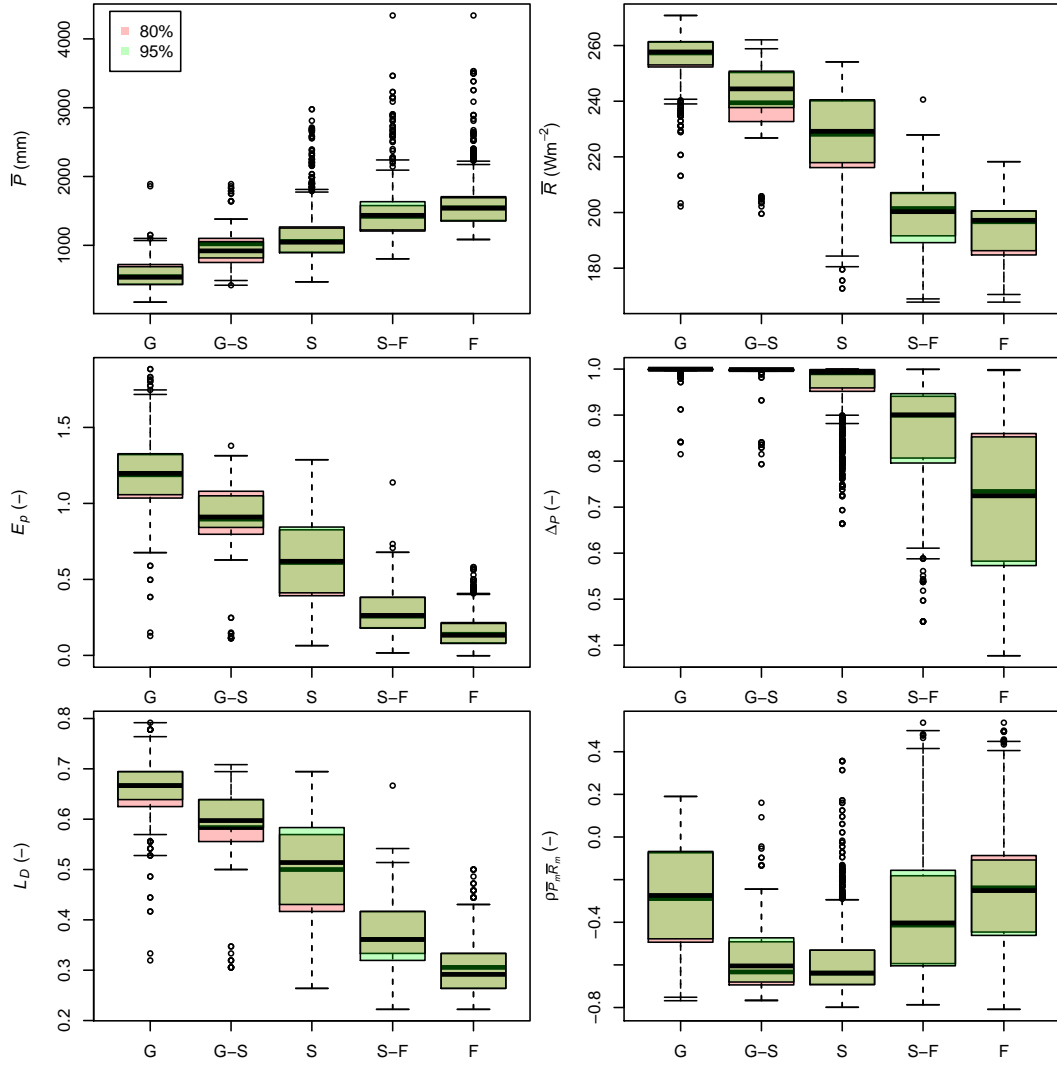 80%
95%
P̅ (mm)
1000 2000 3000 4000
G G−S S S−F F
R̅ (Wm⁻²)
180 200 220 240 260
G G−S S S−F F
E_p (−)
0.0 0.5 1.0 1.5
G G−S S S−F F
Δ_P (−)
0.4 0.5 0.6 0.7 0.8 0.9 1.0
G G−S S S−F F
L_D (−)
0.2 0.3 0.4 0.5 0.6 0.7 0.8
G G−S S S−F F
ρP̅_mR̅_m (−)
−0.8 −0.4 0.0 0.2 0.4
G G−S S S−F F